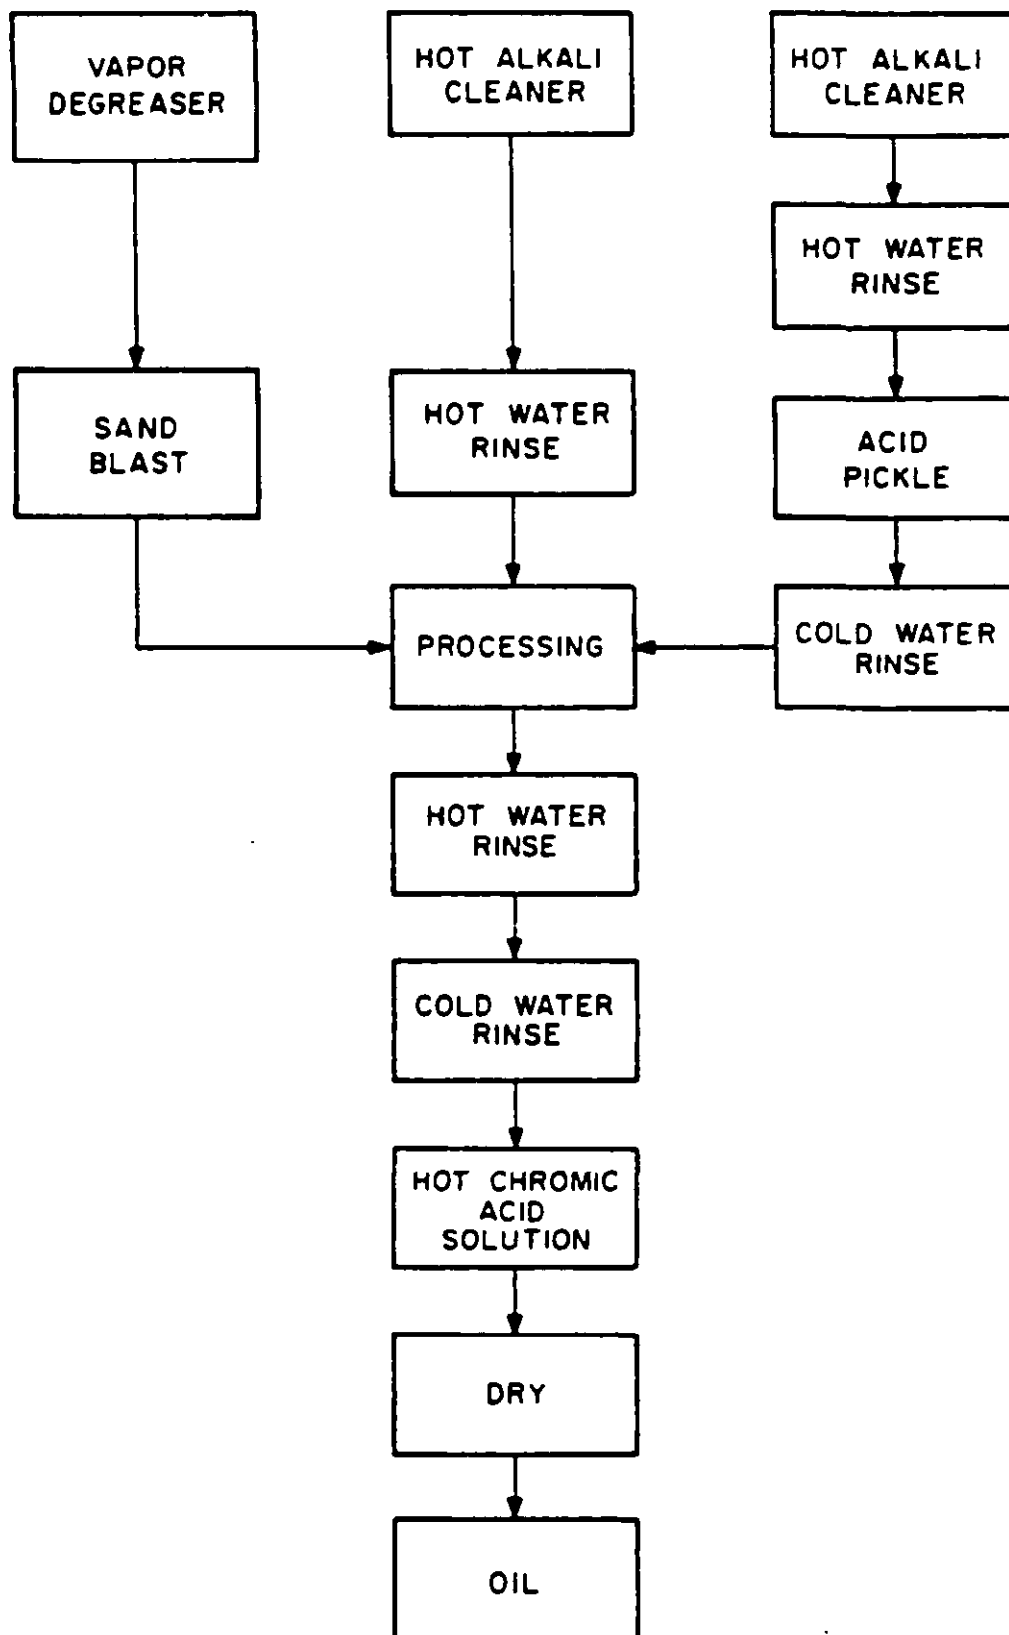 VAPOR
DEGREASER
HOT ALKALI
CLEANER
HOT ALKALI
CLEANER
HOT WATER
RINSE
SAND
BLAST
HOT WATER
RINSE
ACID
PICKLE
PROCESSING
COLD WATER
RINSE
HOT WATER
RINSE
COLD WATER
RINSE
HOT CHROMIC
ACID
SOLUTION
DRY
OIL